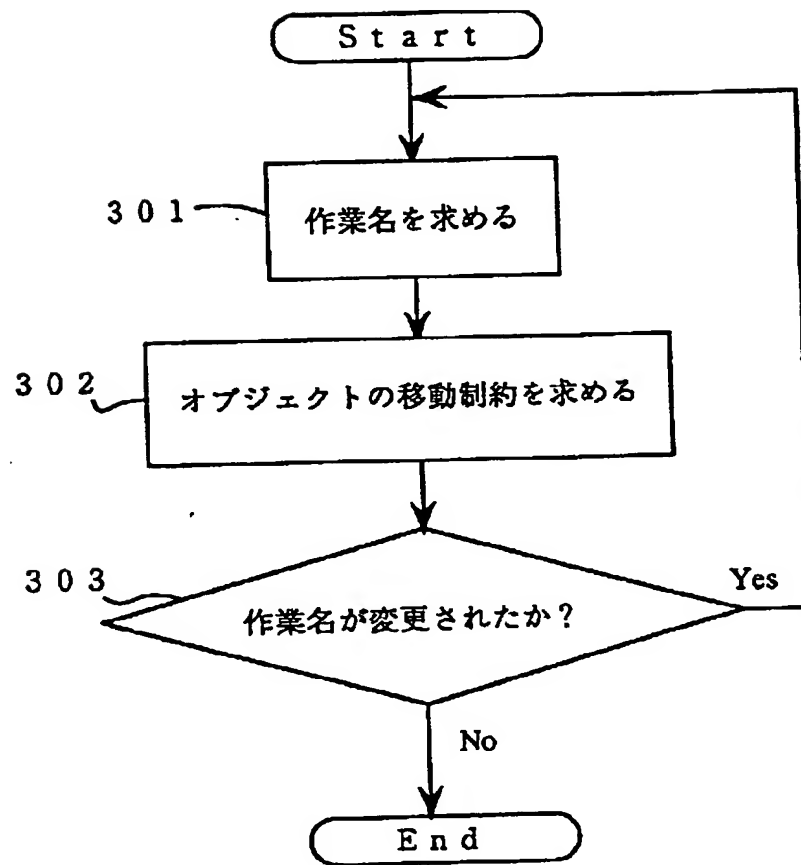 Start
301
作業名を求める
302
オブジェクトの移動制約を求める
303
作業名が変更されたか?
Yes
No
End